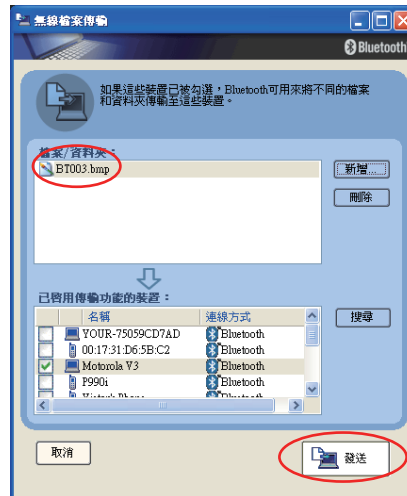 無線檔案傳輸
Bluetooth
如果這些裝置已被勾選，Bluetooth可用來將不同的檔案
和資料夾傳輸至這些裝置。
檔案/資料夾：
BT003.bmp
新增...
刪除
已啓用傳輸功能的裝置：
名稱 連線方式
搜尋
YOUR-75059CD7AD Bluetooth
00:17:31:D6:5B:C2 Bluetooth
Motorola V3 Bluetooth
P990i Bluetooth
取消
發送